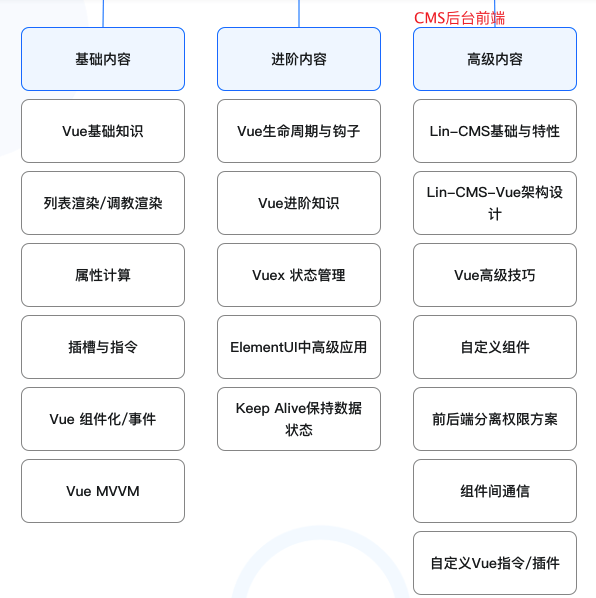 CMS后台前端
基础内容
Vue基础知识
列表渲染/调教渲染
属性计算
插槽与指令
Vue 组件化/事件
Vue MVVM
进阶内容
Vue生命周期与钩子
Vue进阶知识
Vuex 状态管理
ElementUI中高级应用
Keep Alive保持数据
状态
高级内容
Lin-CMS基础与特性
Lin-CMS-Vue架构设
计
Vue高级技巧
自定义组件
前后端分离权限方案
组件间通信
自定义Vue指令/插件